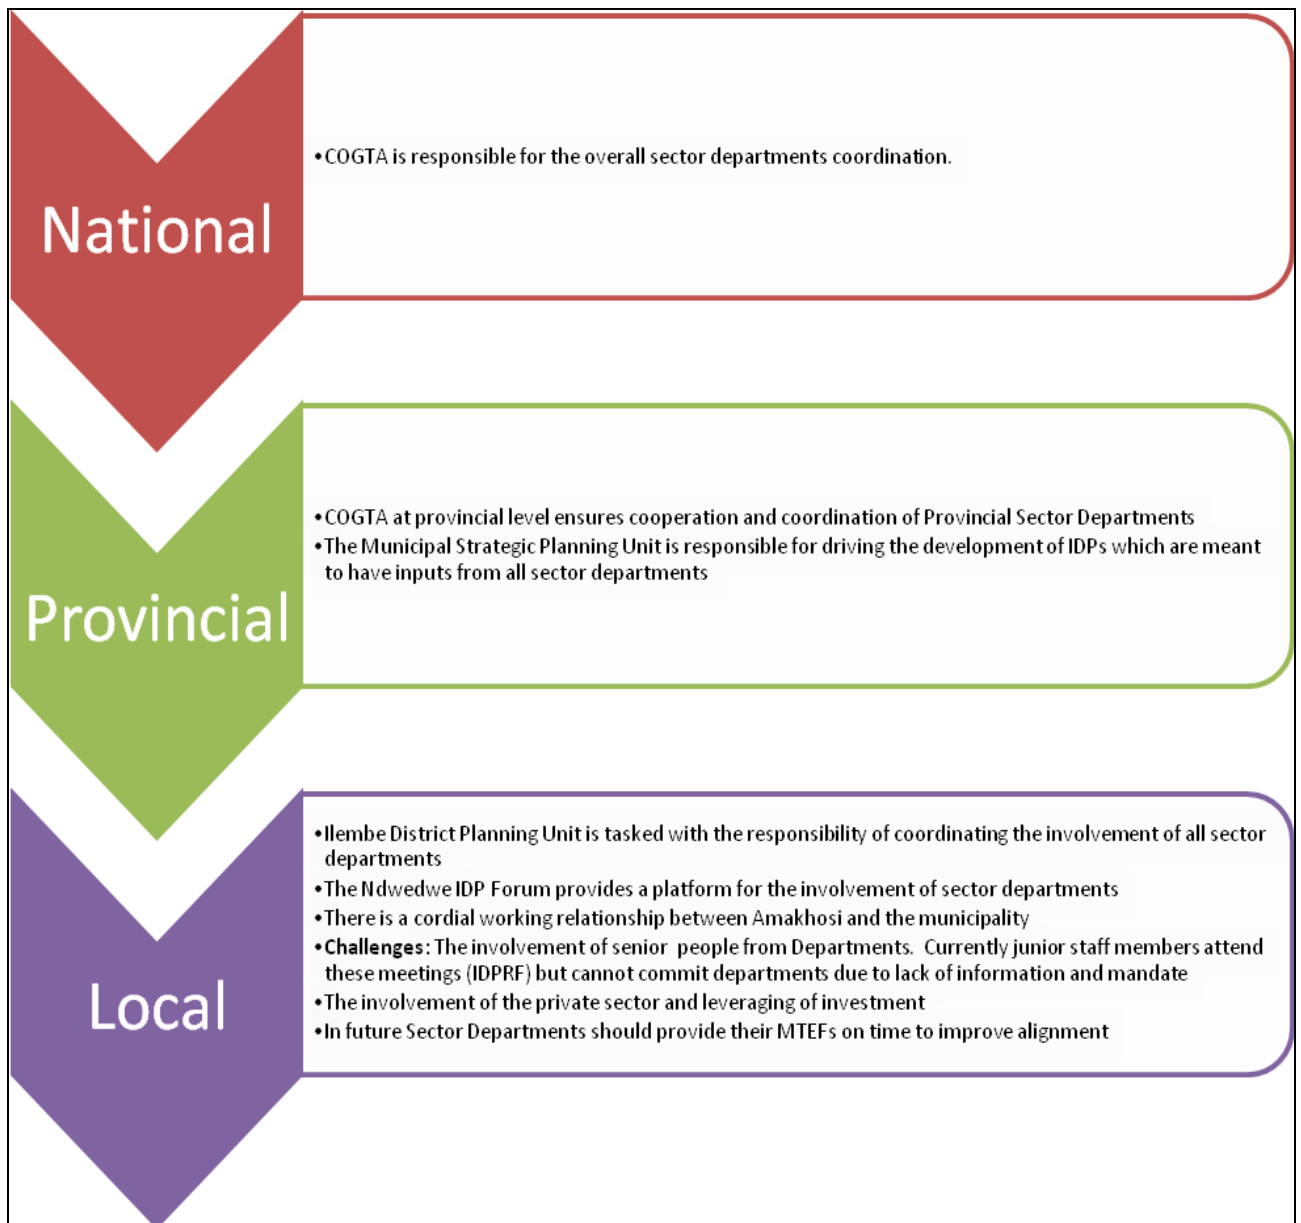 National
•COGTA is responsible for the overall sector departments coordination.
Provincial
•COGTA at provincial level ensures cooperation and coordination of Provincial Sector Departments
•The Municipal Strategic Planning Unit is responsible for driving the development of IDPs which are meant
to have inputs from all sector departments
Local
•Ilembe District Planning Unit is tasked with the responsibility of coordinating the involvement of all sector
departments
•The Ndwedwe IDP Forum provides a platform for the involvement of sector departments
•There is a cordial working relationship between Amakhosi and the municipality
•Challenges: The involvement of senior people from Departments. Currently junior staff members attend
these meetings (IDPRF) but cannot commit departments due to lack of information and mandate
•The involvement of the private sector and leveraging of investment
•In future Sector Departments should provide their MTEFs on time to improve alignment